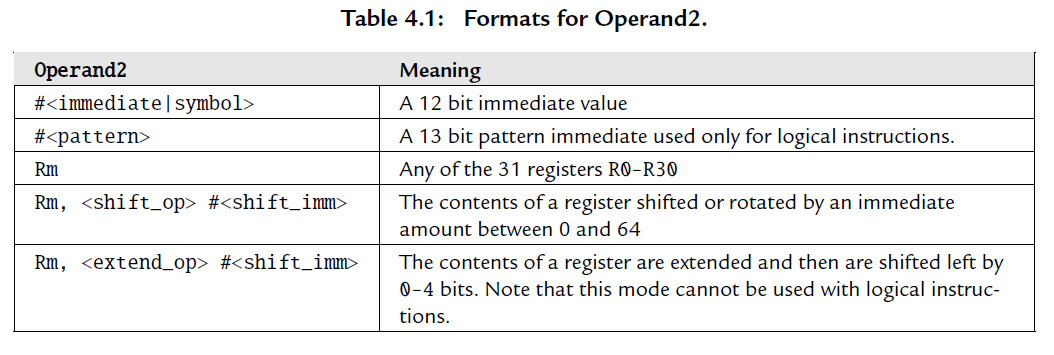 Table 4.1: Formats for Operand2.
Operand2 Meaning
#<immediate|symbol> A 12 bit immediate value
#<pattern> A 13 bit pattern immediate used only for logical instructions.
Rm Any of the 31 registers R0–R30
Rm, <shift_op> #<shift_imm> The contents of a register shifted or rotated by an immediate
amount between 0 and 64
Rm, <extend_op> #<shift_imm> The contents of a register are extended and then are shifted left by
0–4 bits. Note that this mode cannot be used with logical instruc-
tions.